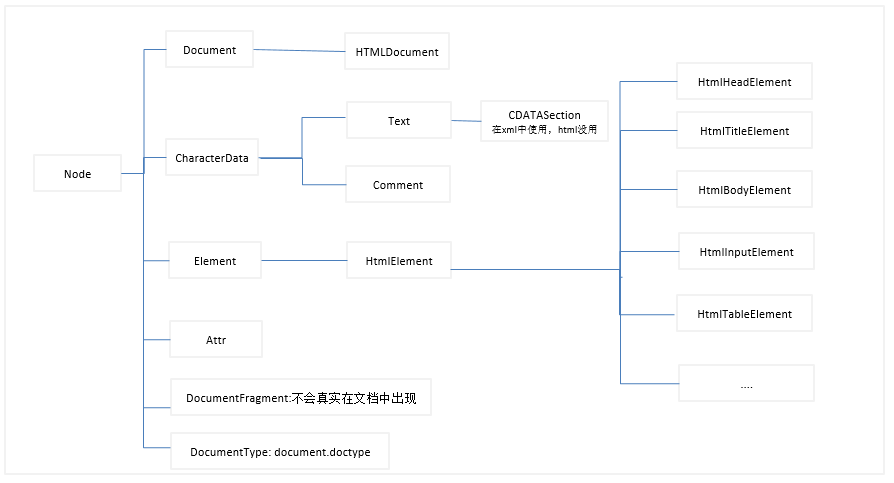 Document
HTMLDocument
HtmlHeadElement
CDATASection
在xml中使用，html没用
Text
HtmlTitleElement
CharacterData
Node
Comment
HtmlBodyElement
Element
HtmlElement
HtmlInputElement
HtmlTableElement
Attr
DocumentFragment:不会真实在文档中出现
....
DocumentType: document.doctype